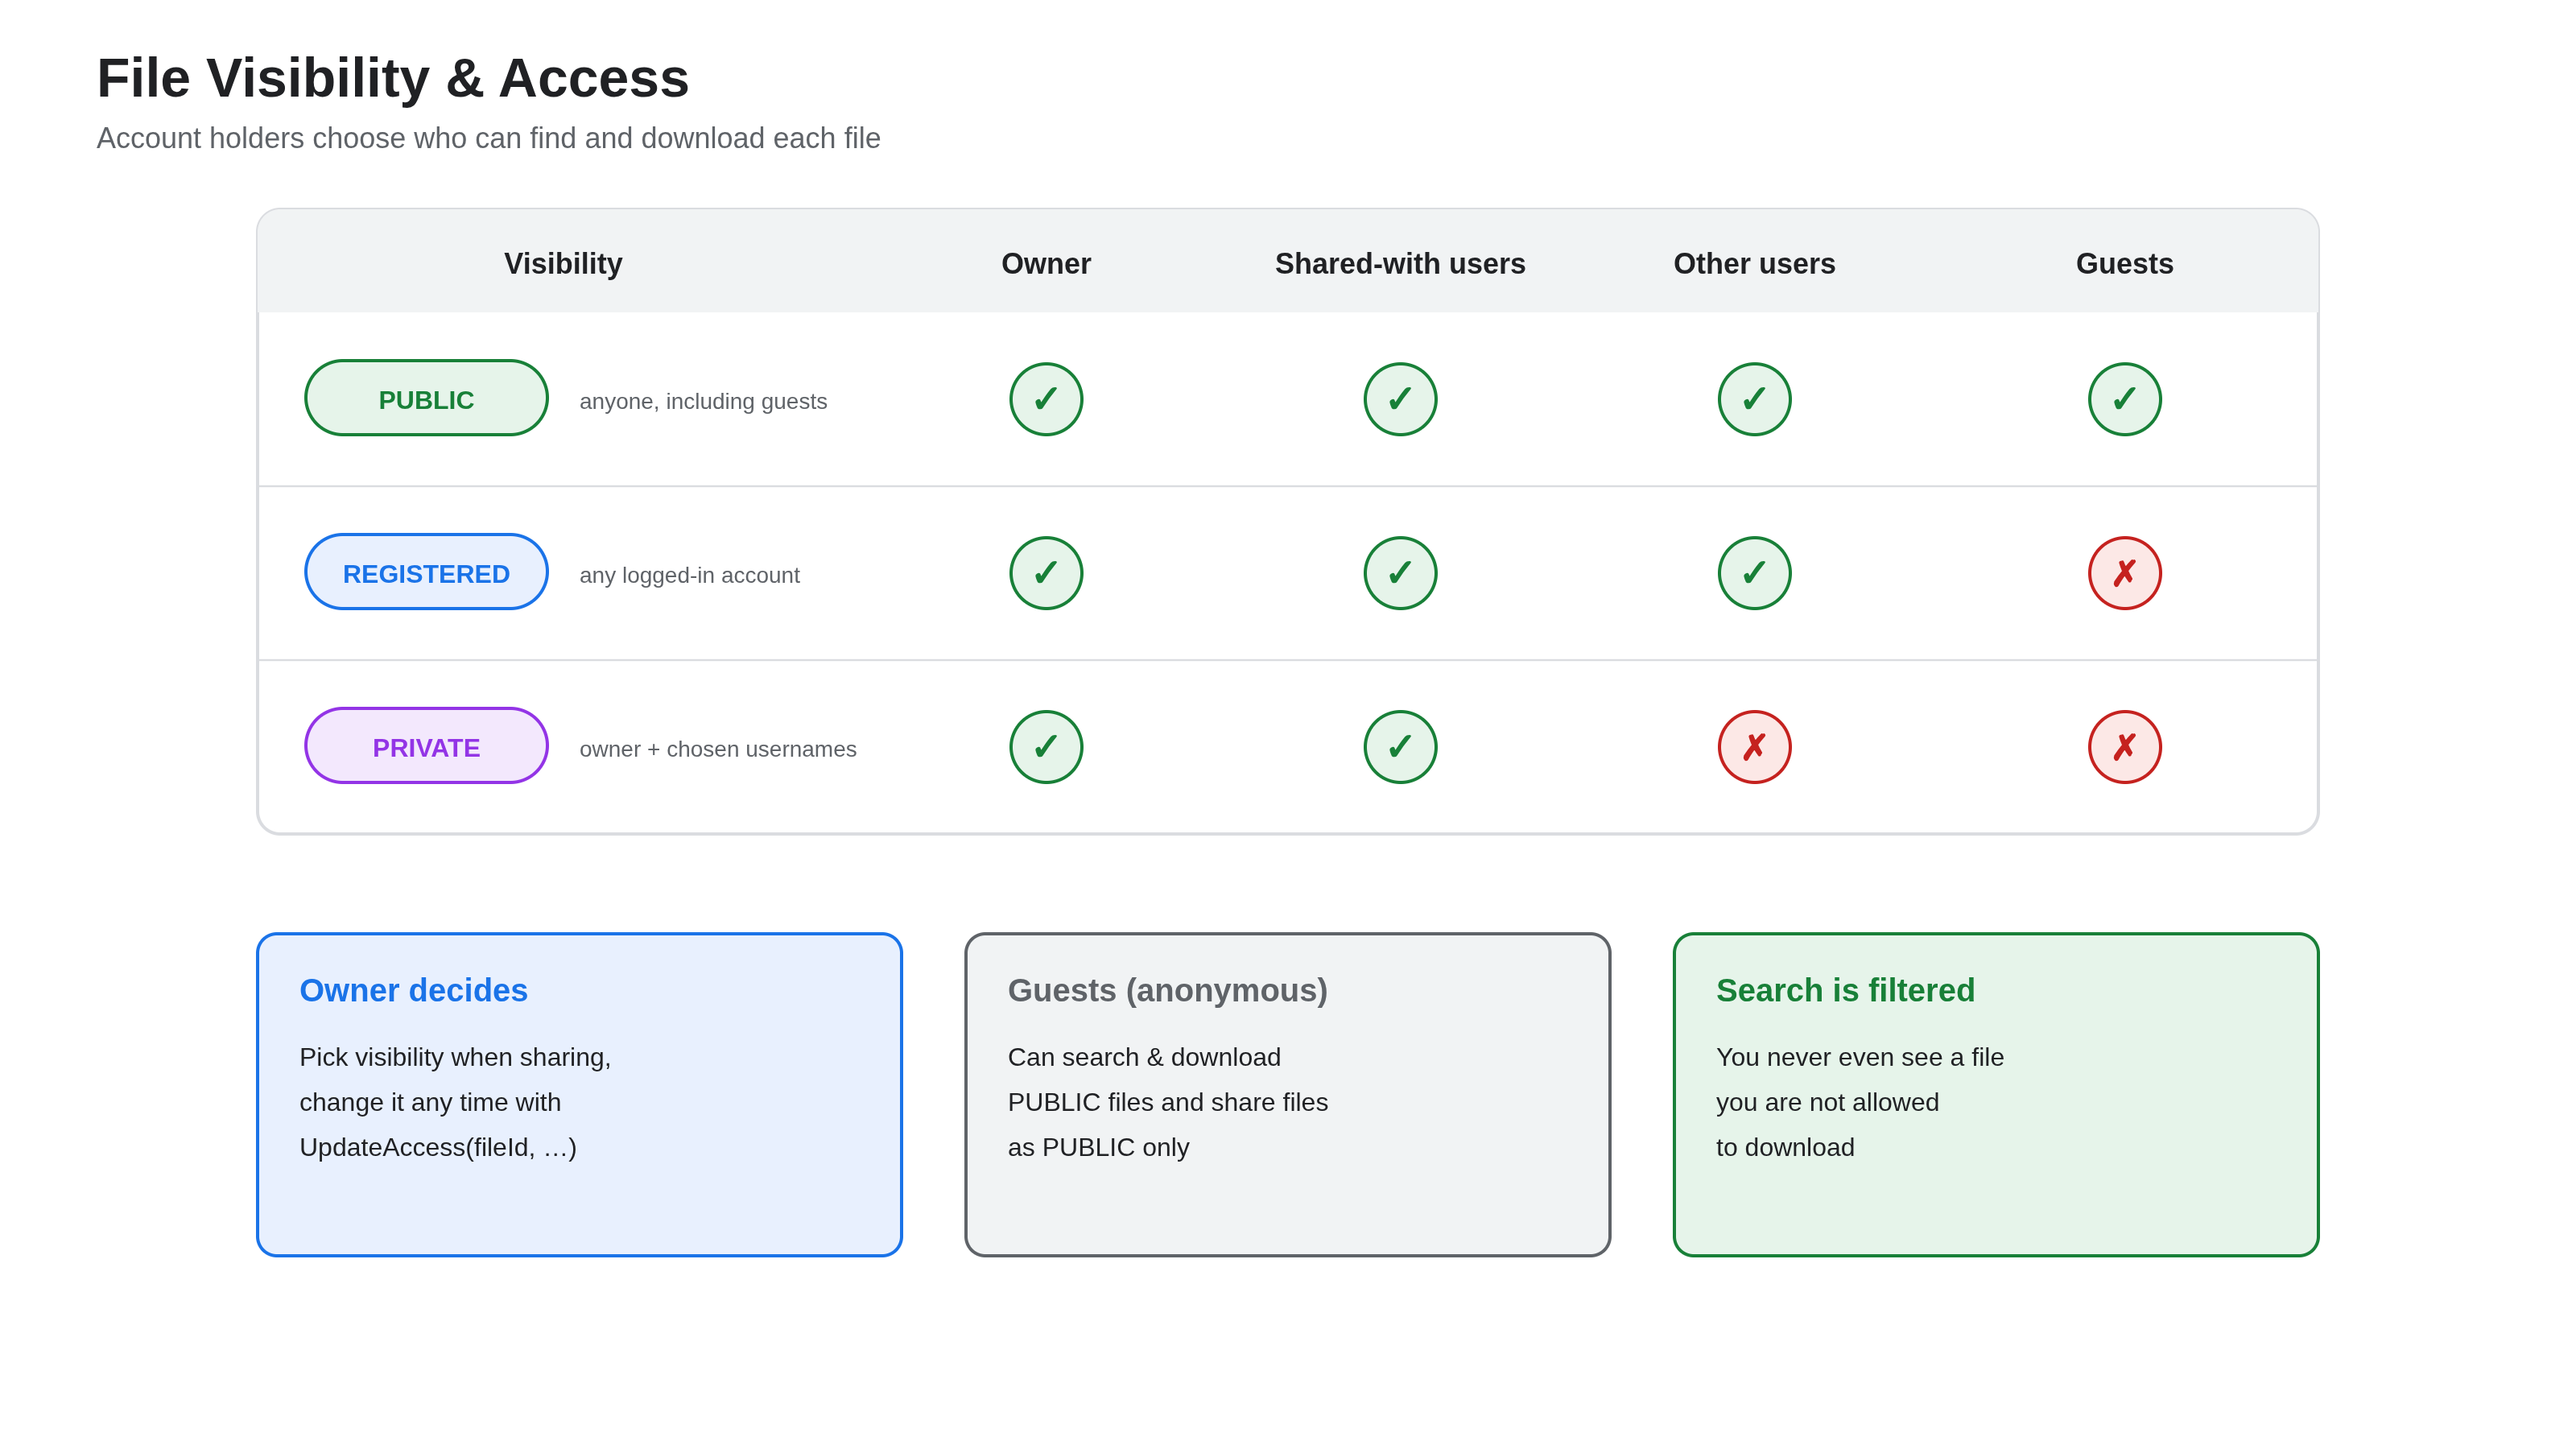 File Visibility & Access
Account holders choose who can find and download each file
Visibility Owner Shared-with users Other users Guests
PUBLIC anyone, including guests ✓ ✓ ✓ ✓
REGISTERED any logged-in account ✓ ✓ ✓ ✗
PRIVATE owner + chosen usernames ✓ ✓ ✗ ✗
Owner decides
Pick visibility when sharing,
change it any time with
UpdateAccess(fileId, …)
Guests (anonymous)
Can search & download
PUBLIC files and share files
as PUBLIC only
Search is filtered
You never even see a file
you are not allowed
to download